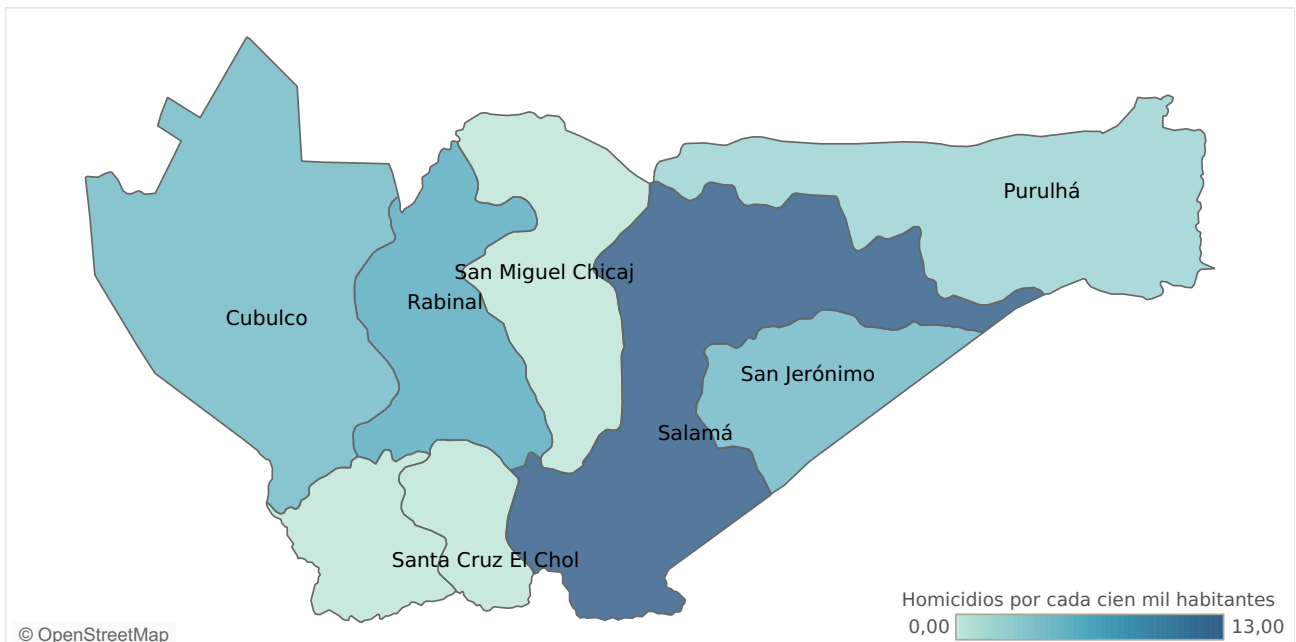 Purulhá
San Miguel Chicaj
Rabinal
Cubulco
San Jerónimo
Salamá
Santa Cruz El Chol
Homicidios por cada cien mil habitantes
0,00 13,00
© OpenStreetMap